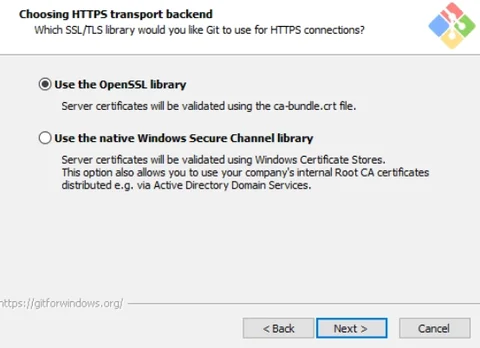 Choosing HTTPS transport backend
Which SSL/TLS library would you like Git to use for HTTPS connections?
Use the OpenSSL library
Server certificates will be validated using the ca-bundle.crt file.
Use the native Windows Secure Channel library
Server certificates will be validated using Windows Certificate Stores.
This option also allows you to use your company's internal Root CA certificates
distributed e.g. via Active Directory Domain Services.
https://gitforwindows.org/
< Back
Next >
Cancel